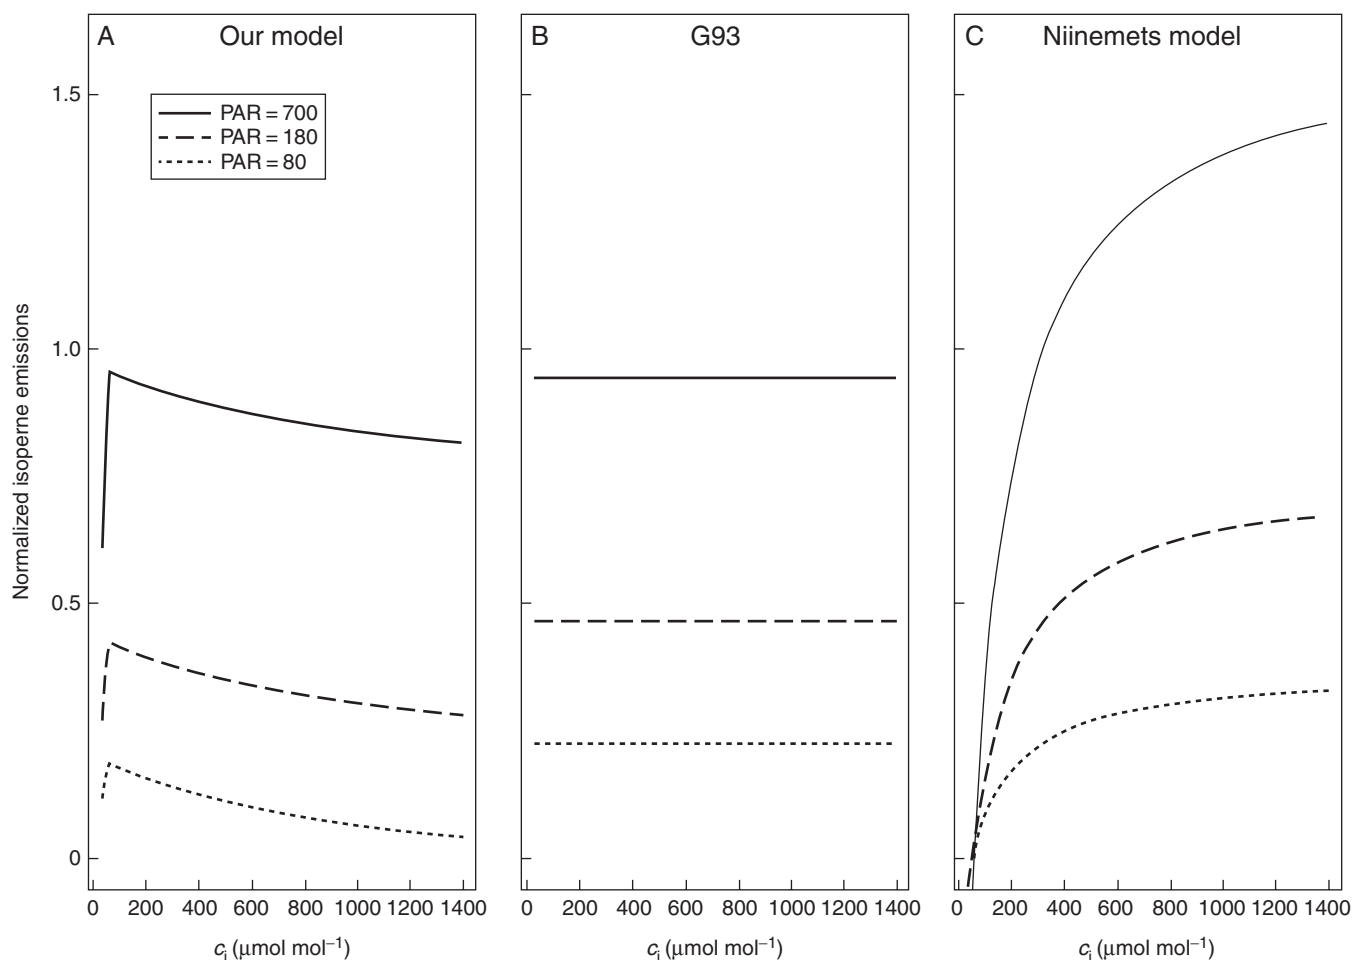 A Our model
B G93
C Niinemets model
PAR = 700
PAR = 180
PAR = 80
Normalized isoperne emissions
1.5
1.0
0.5
0
0 200 400 600 800 1000 1200 1400
0 200 400 600 800 1000 1200 1400
0 200 400 600 800 1000 1200 1400
ci (μmol mol–1)
ci (μmol mol–1)
ci (μmol mol–1)